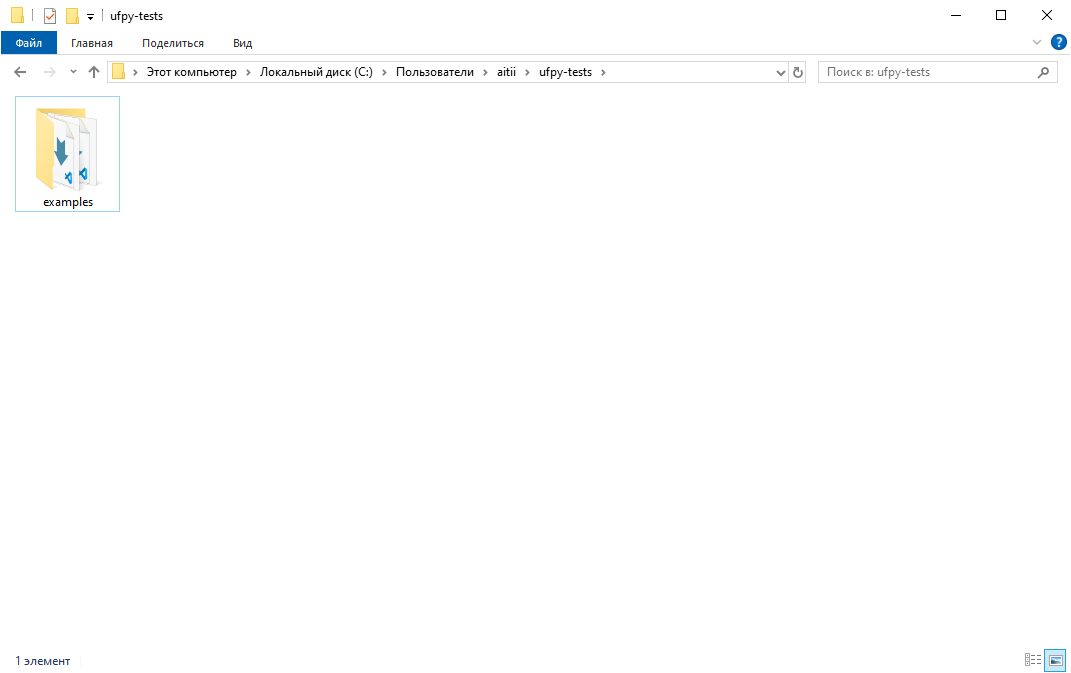 ufpy-tests
Файл Главная Поделиться Вид ?
Этот компьютер Локальный диск (C:) Пользователи aitii ufpy-tests Поиск в: ufpy-tests
examples
1 элемент